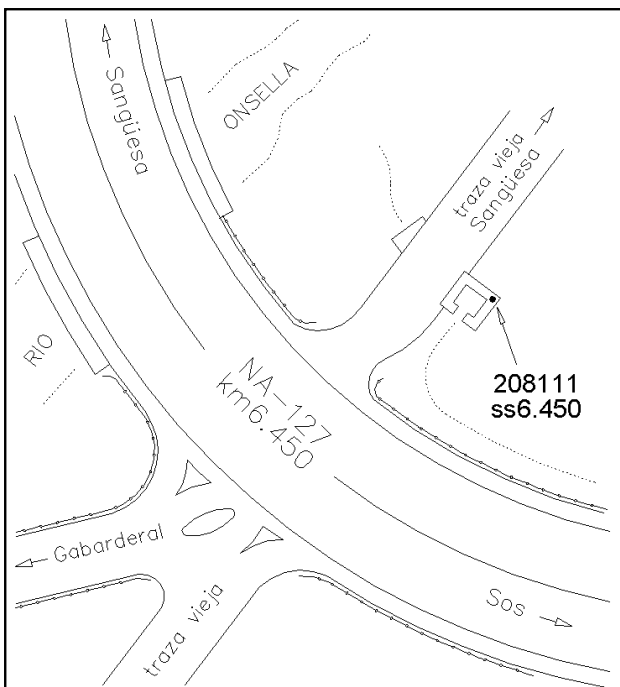 Sangüesa
ONSELLA
traza vieja
Sangüesa
RIO
NA-127
km6.450
208111
ss6.450
Gabarderal
traza vieja
Sos